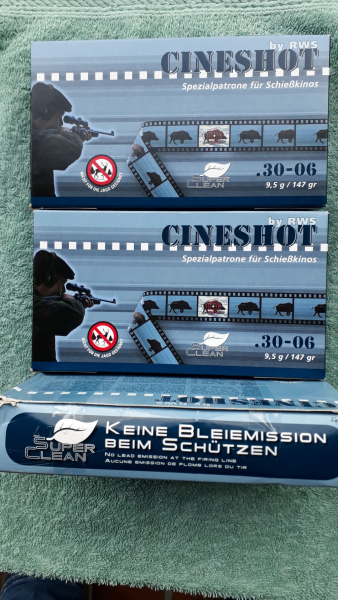 by RWS
CINESHOT
Spezialpatrone für Schießkinos
SUPER
CLEAN
.30-06
9,5 g / 147 gr
by RWS
CINESHOT
Spezialpatrone für Schießkinos
SUPER
CLEAN
.30-06
9,5 g / 147 gr
CINESHOT
SUPER
CLEAN
KEINE BLEIEMISSION
BEIM SCHÜTZEN
NO LEAD EMISSION AT THE FIRING LINE
AUCUNE EMISSION DE PLOMB LORS DU TIR